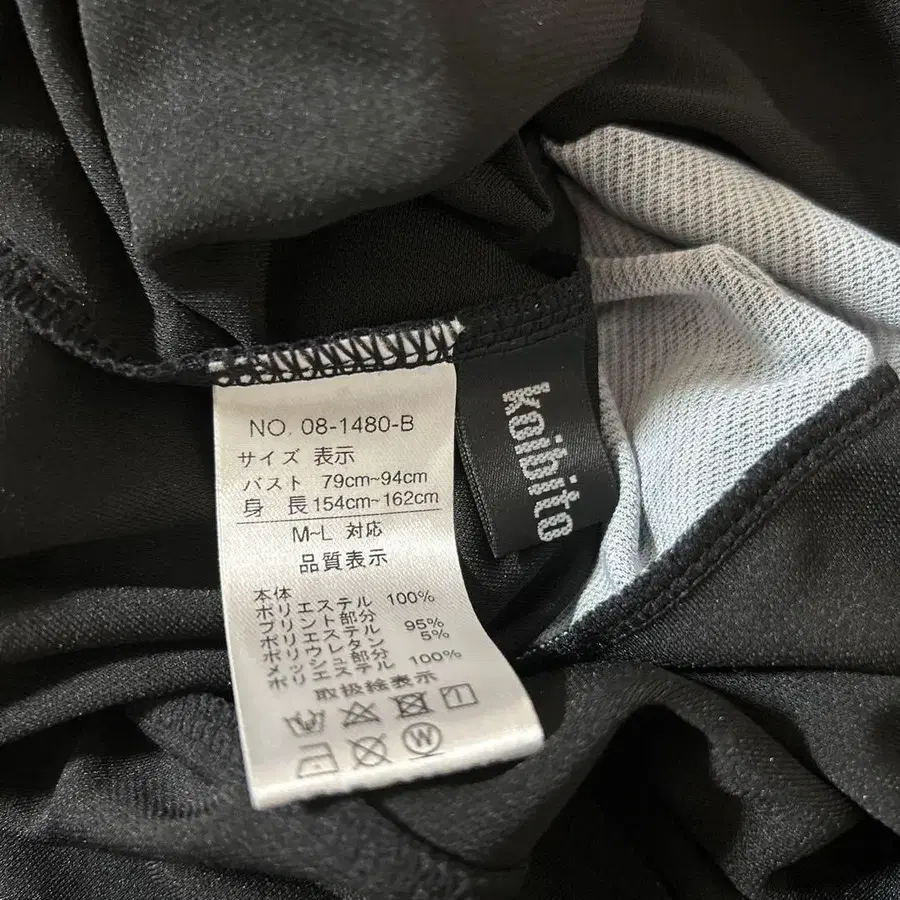 NO. 08-1480-B
サイズ 表示
バスト 79cm~94cm
身 長 154cm~162cm
M~L 対応
品質表示
本体
ポリエステル 100%
プリント部分
ポリエステル 95%
ポリウレタン 5%
メッシュ部分
ポリエステル 100%
取扱絵表示
W
kaibito